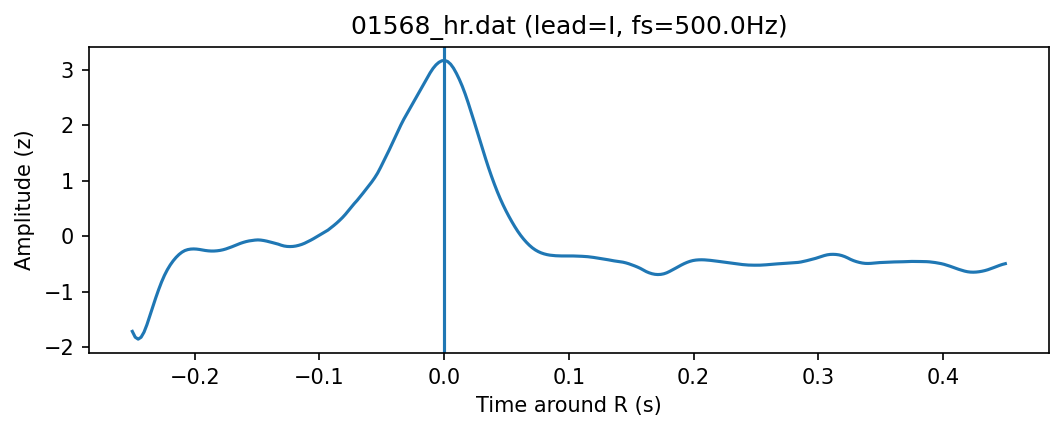 01568_hr.dat (lead=I, fs=500.0Hz)
Amplitude (z)
3
2
1
0
−1
−2
−0.2 −0.1 0.0 0.1 0.2 0.3 0.4
Time around R (s)